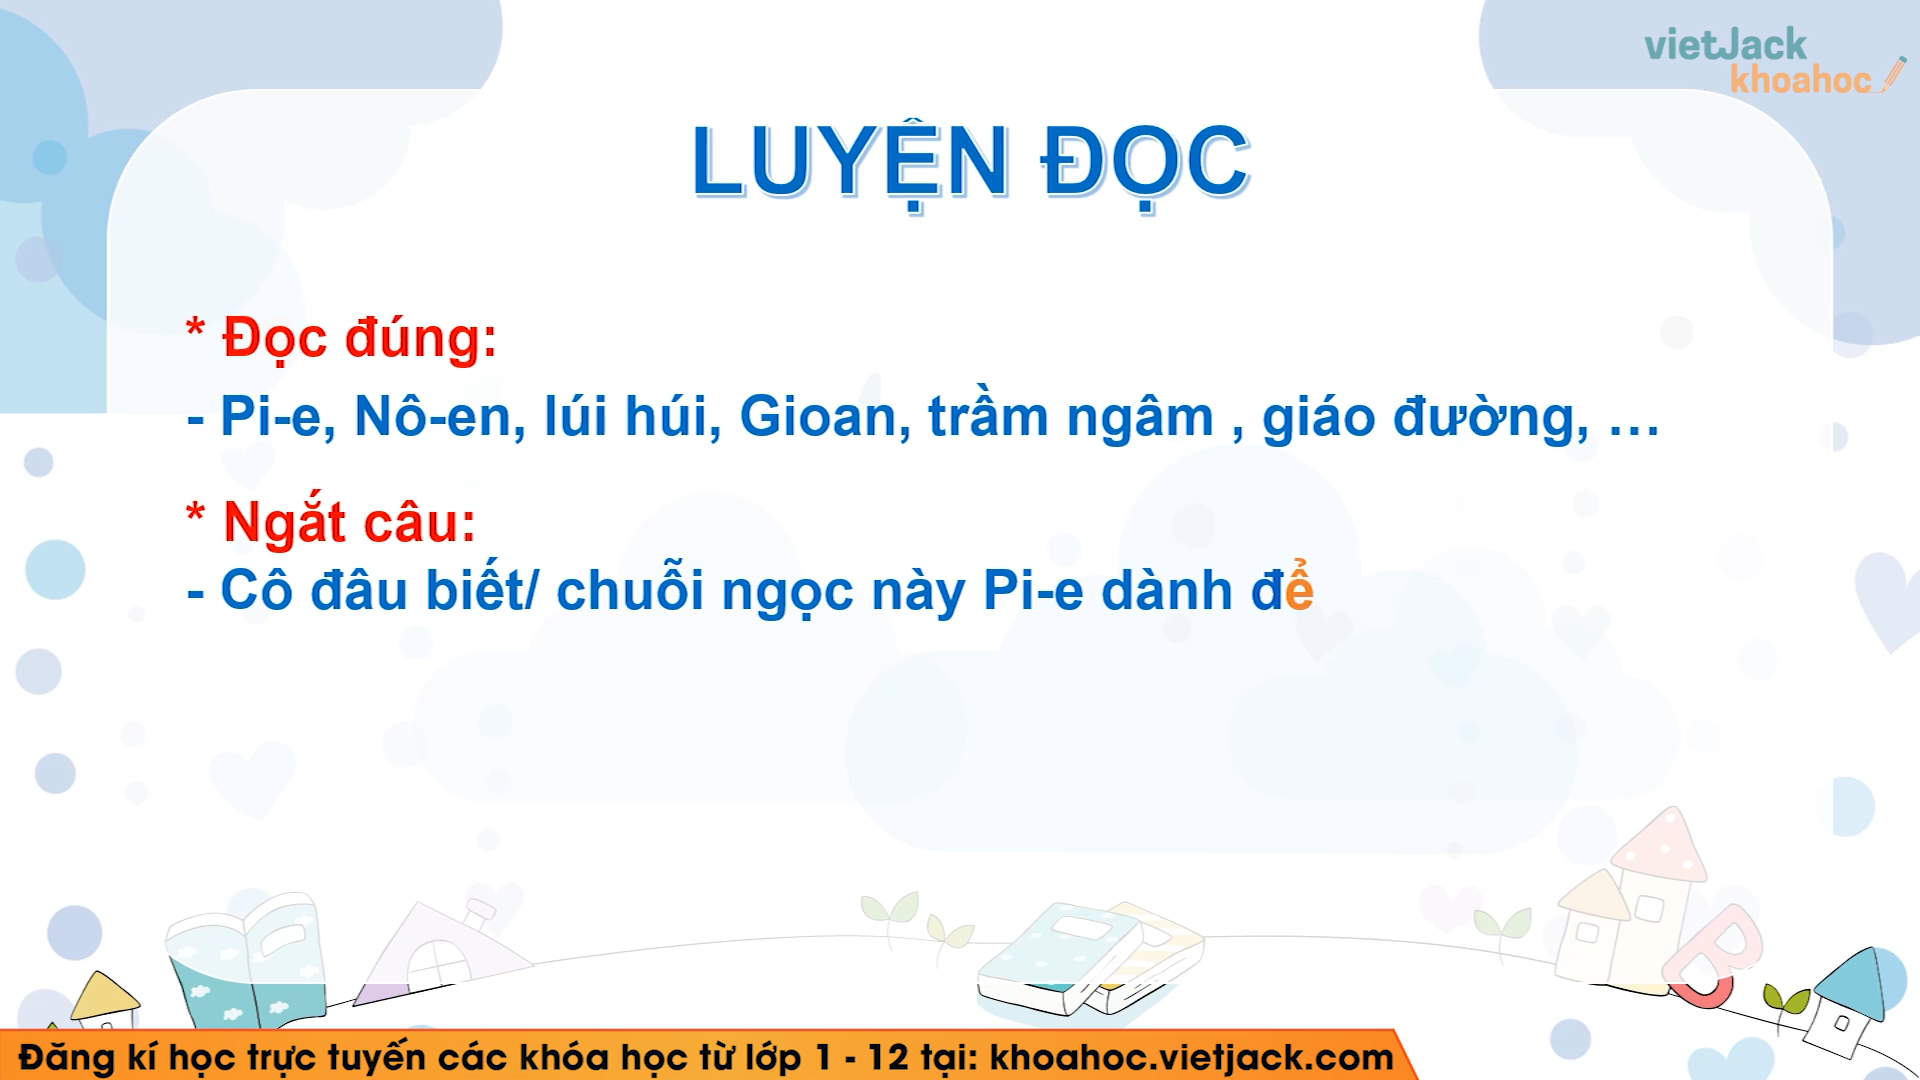 vietJack
khoahoc
LUYỆN ĐỌC
* Đọc đúng:
- Pi-e, Nô-en, lúi húi, Gioan, trầm ngâm , giáo đường, …
* Ngắt câu:
- Cô đâu biết/ chuỗi ngọc này Pi-e dành để
Đăng kí học trực tuyến các khóa học từ lớp 1 - 12 tại: khoahoc.vietjack.com